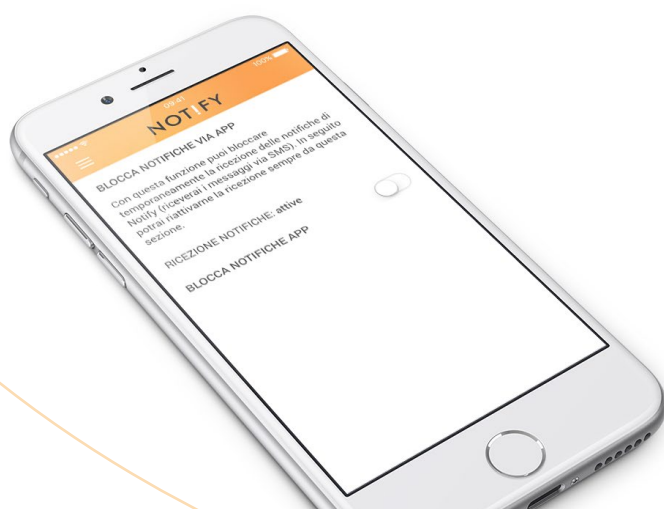 09:41
100%
NOT|FY
BLOCCA NOTIFICHE VIA APP
Con questa funzione puoi bloccare
temporaneamente la ricezione delle notifiche di
Notify (riceverai i messaggi via SMS). In seguito
potrai riattivarne la ricezione sempre da questa
sezione.
RICEZIONE NOTIFICHE: attive
BLOCCA NOTIFICHE APP